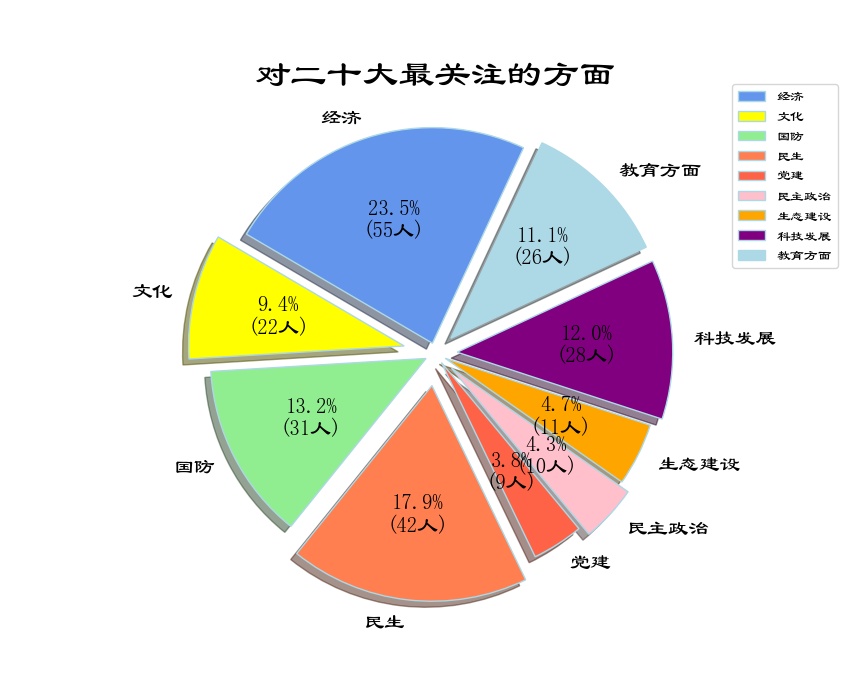 对二十大最关注的方面
经济
文化
国防
民生
党建
民主政治
生态建设
科技发展
教育方面
经济
23.5%
(55人)
教育方面
11.1%
(26人)
文化
9.4%
(22人)
科技发展
12.0%
(28人)
国防
13.2%
(31人)
4.7%
(11人)
生态建设
4.3%
(10人)
民主政治
3.8%
(9人)
党建
17.9%
(42人)
民生